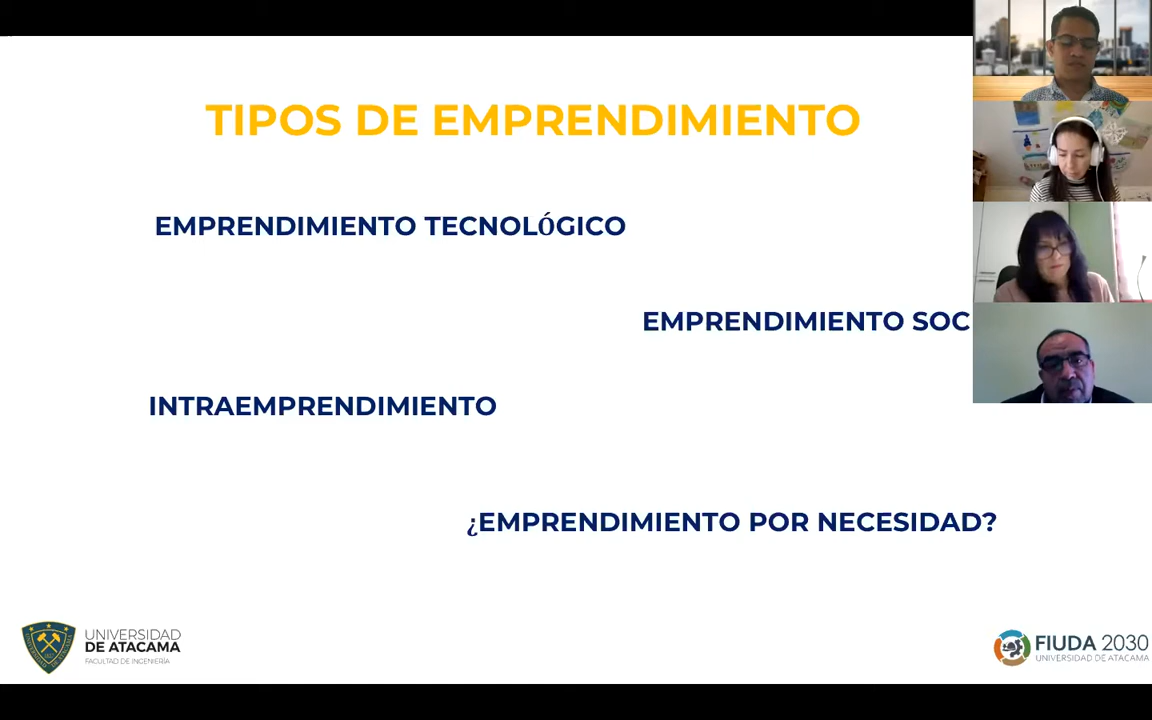 TIPOS DE EMPRENDIMIENTO
EMPRENDIMIENTO TECNOLÓGICO
EMPRENDIMIENTO SOC
INTRAEMPRENDIMIENTO
¿EMPRENDIMIENTO POR NECESIDAD?
UNIVERSIDAD
DE ATACAMA
FACULTAD DE INGENIERÍA
FIUDA 2030
UNIVERSIDAD DE ATACAMA